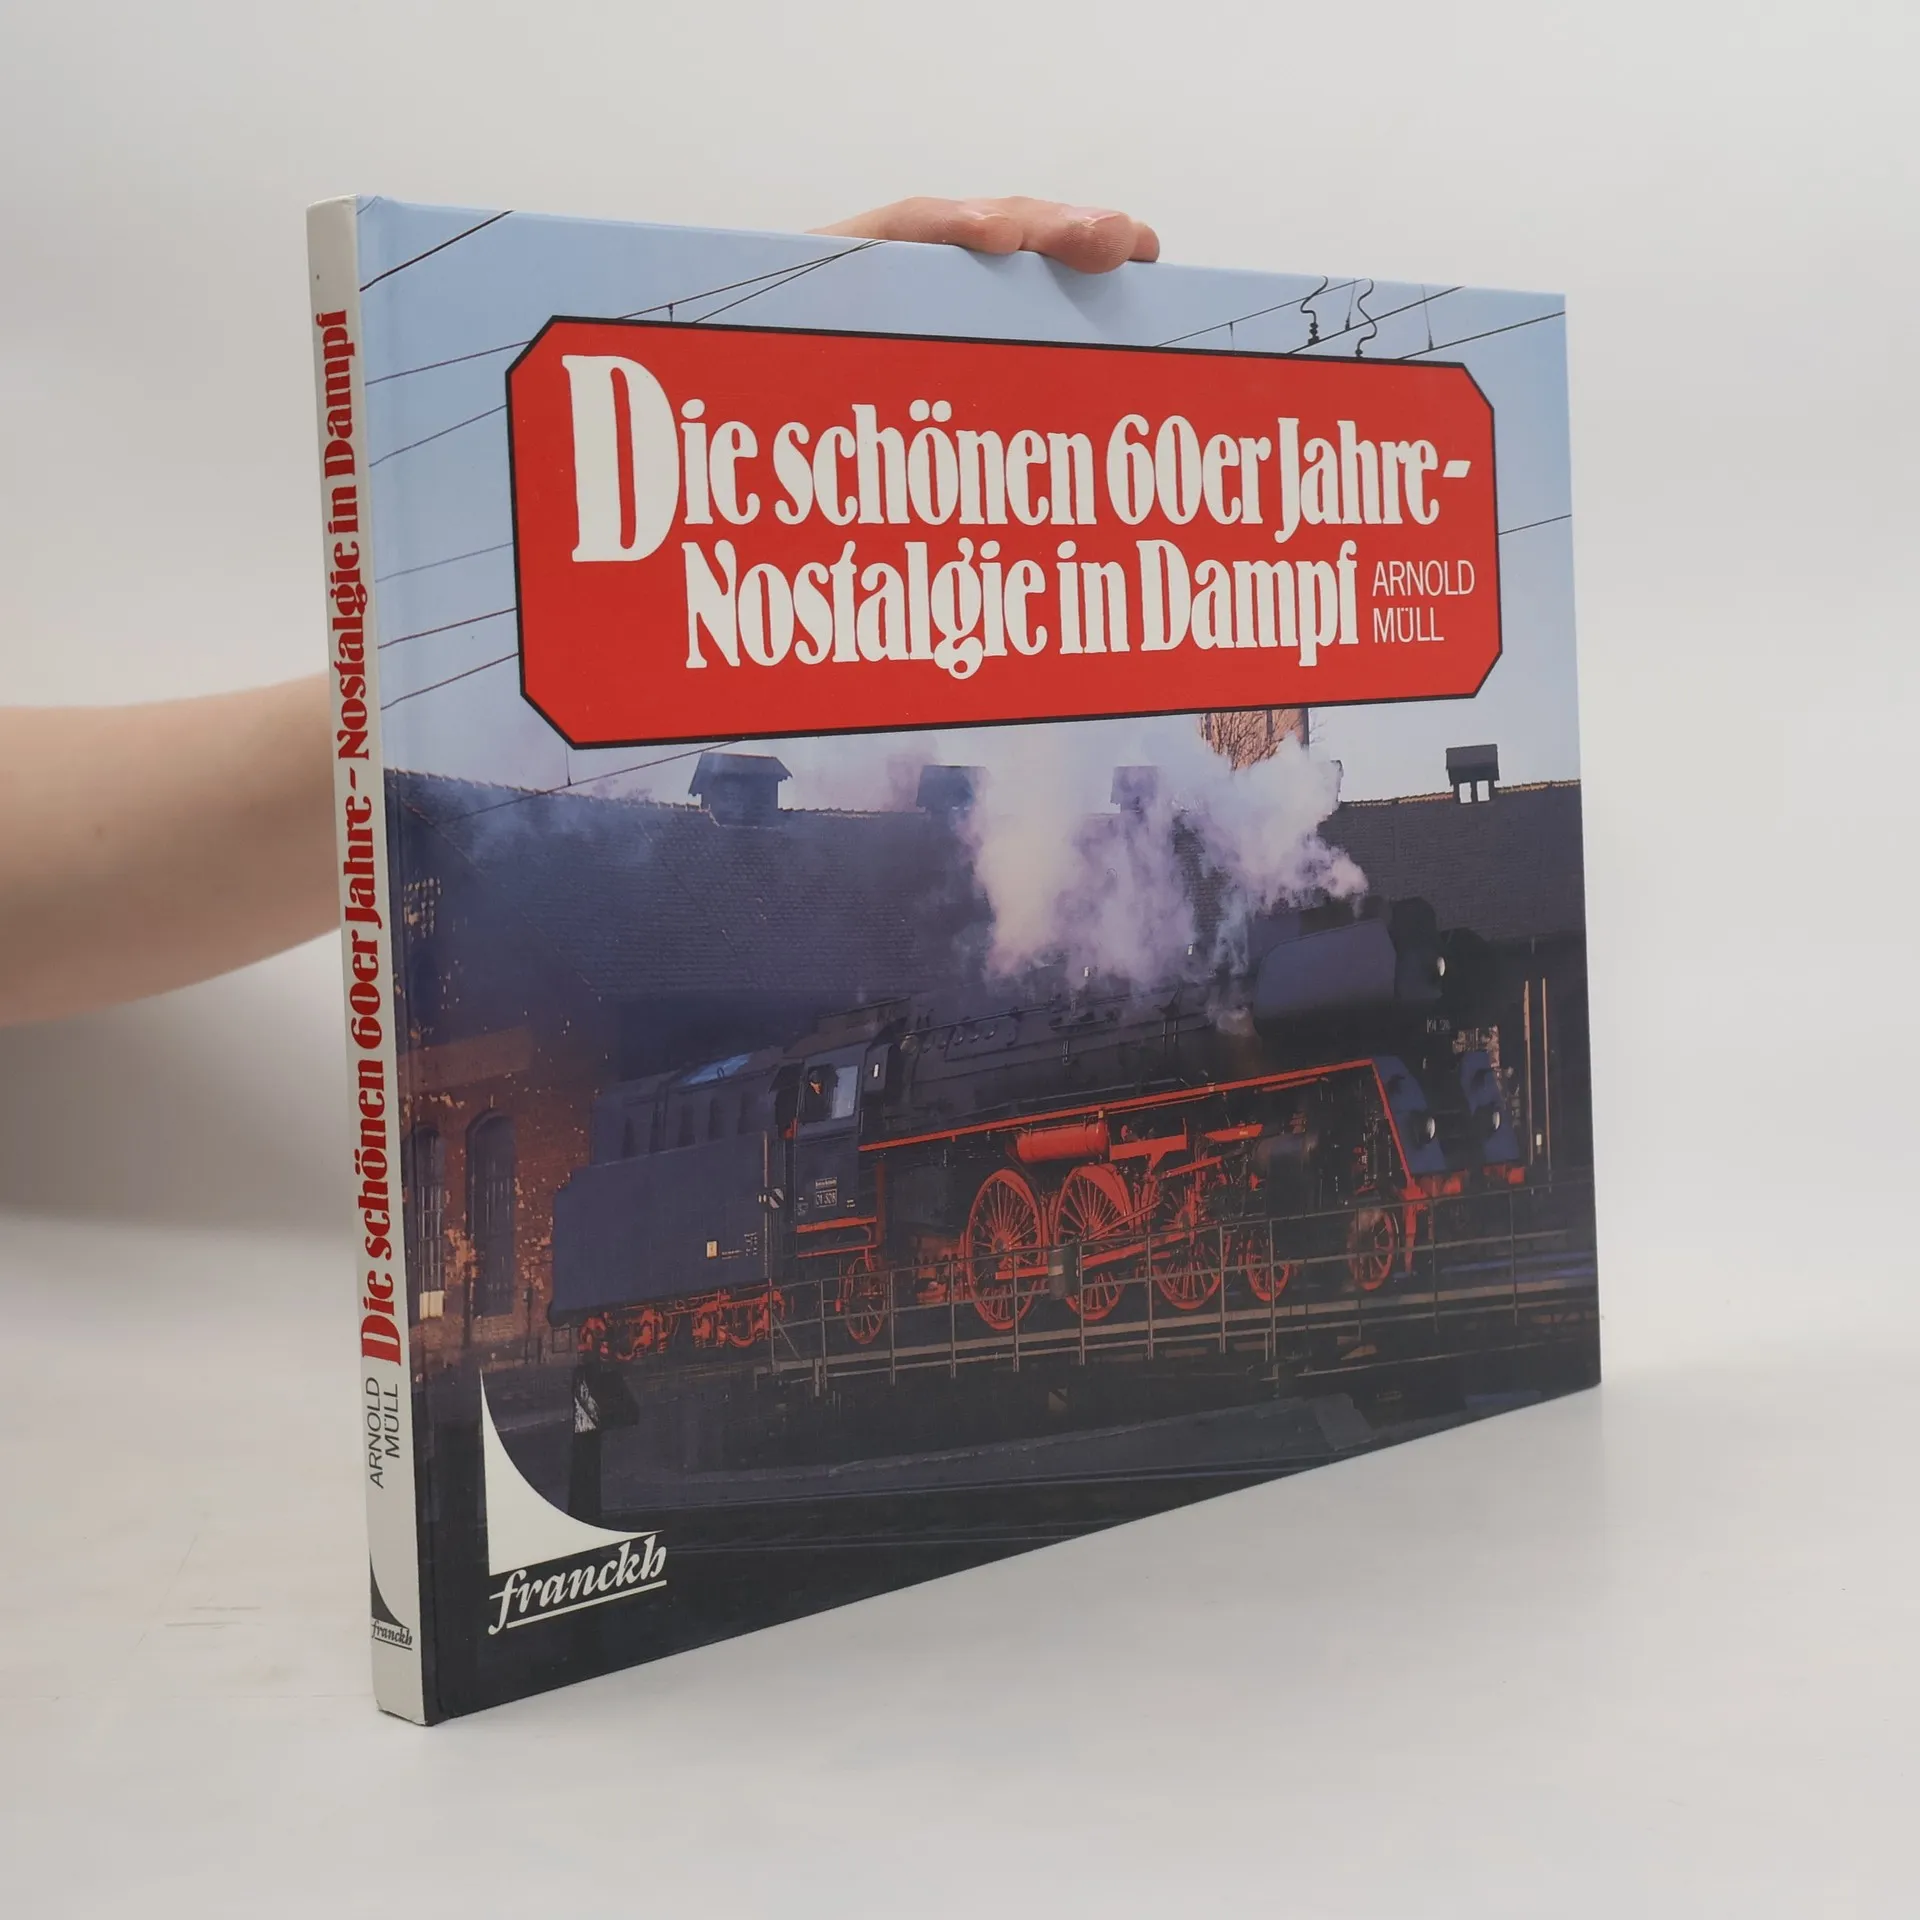 Die schönen 60er Jahre-
Nostalgie in Dampf
ARNOLD
MÜLL
franckh
Die schönen 60er Jahre - Nostalgie in Dampf
ARNOLD
MÜLL
franckh